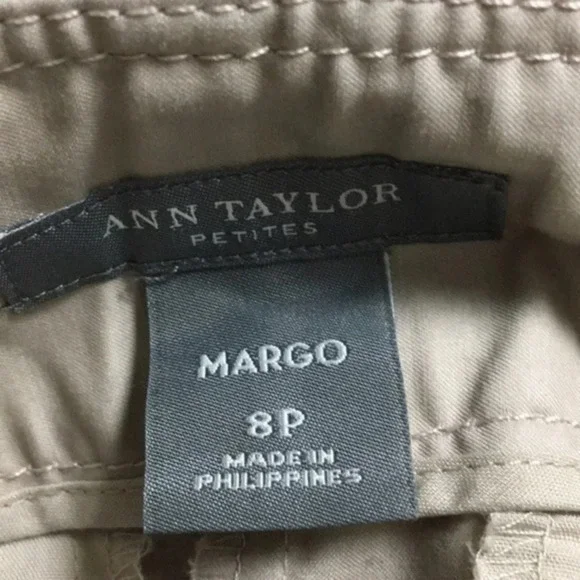 ANN TAYLOR
PETITES
MARGO
8P
MADE IN
PHILIPPINES